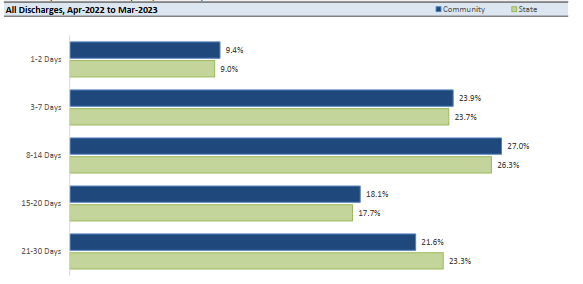 All Discharges, Apr-2022 to Mar-2023
Community State
1-2 Days 9.4%
9.0%
3-7 Days 23.9%
23.7%
8-14 Days 27.0%
26.3%
15-20 Days 18.1%
17.7%
21-30 Days 21.6%
23.3%